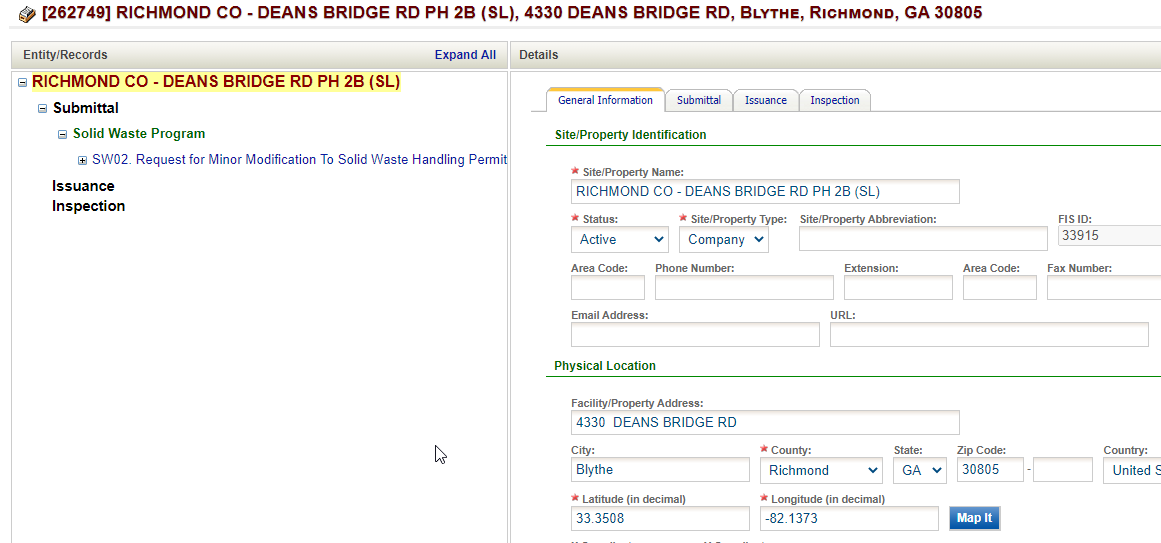 [262749] RICHMOND CO - DEANS BRIDGE RD PH 2B (SL), 4330 DEANS BRIDGE RD, BLYTHE, RICHMOND, GA 30805
Entity/Records Expand All
RICHMOND CO - DEANS BRIDGE RD PH 2B (SL)
Submittal
Solid Waste Program
SW02. Request for Minor Modification To Solid Waste Handling Permit
Issuance
Inspection
Details
General Information Submittal Issuance Inspection
Site/Property Identification
* Site/Property Name:
RICHMOND CO - DEANS BRIDGE RD PH 2B (SL)
* Status: * Site/Property Type: Site/Property Abbreviation: FIS ID:
Active Company 33915
Area Code: Phone Number: Extension: Area Code: Fax Number:
Email Address: URL:
Physical Location
Facility/Property Address:
4330 DEANS BRIDGE RD
City: * County: State: Zip Code: Country:
Blythe Richmond GA 30805 - United S
* Latitude (in decimal) * Longitude (in decimal)
33.3508 -82.1373 Map It